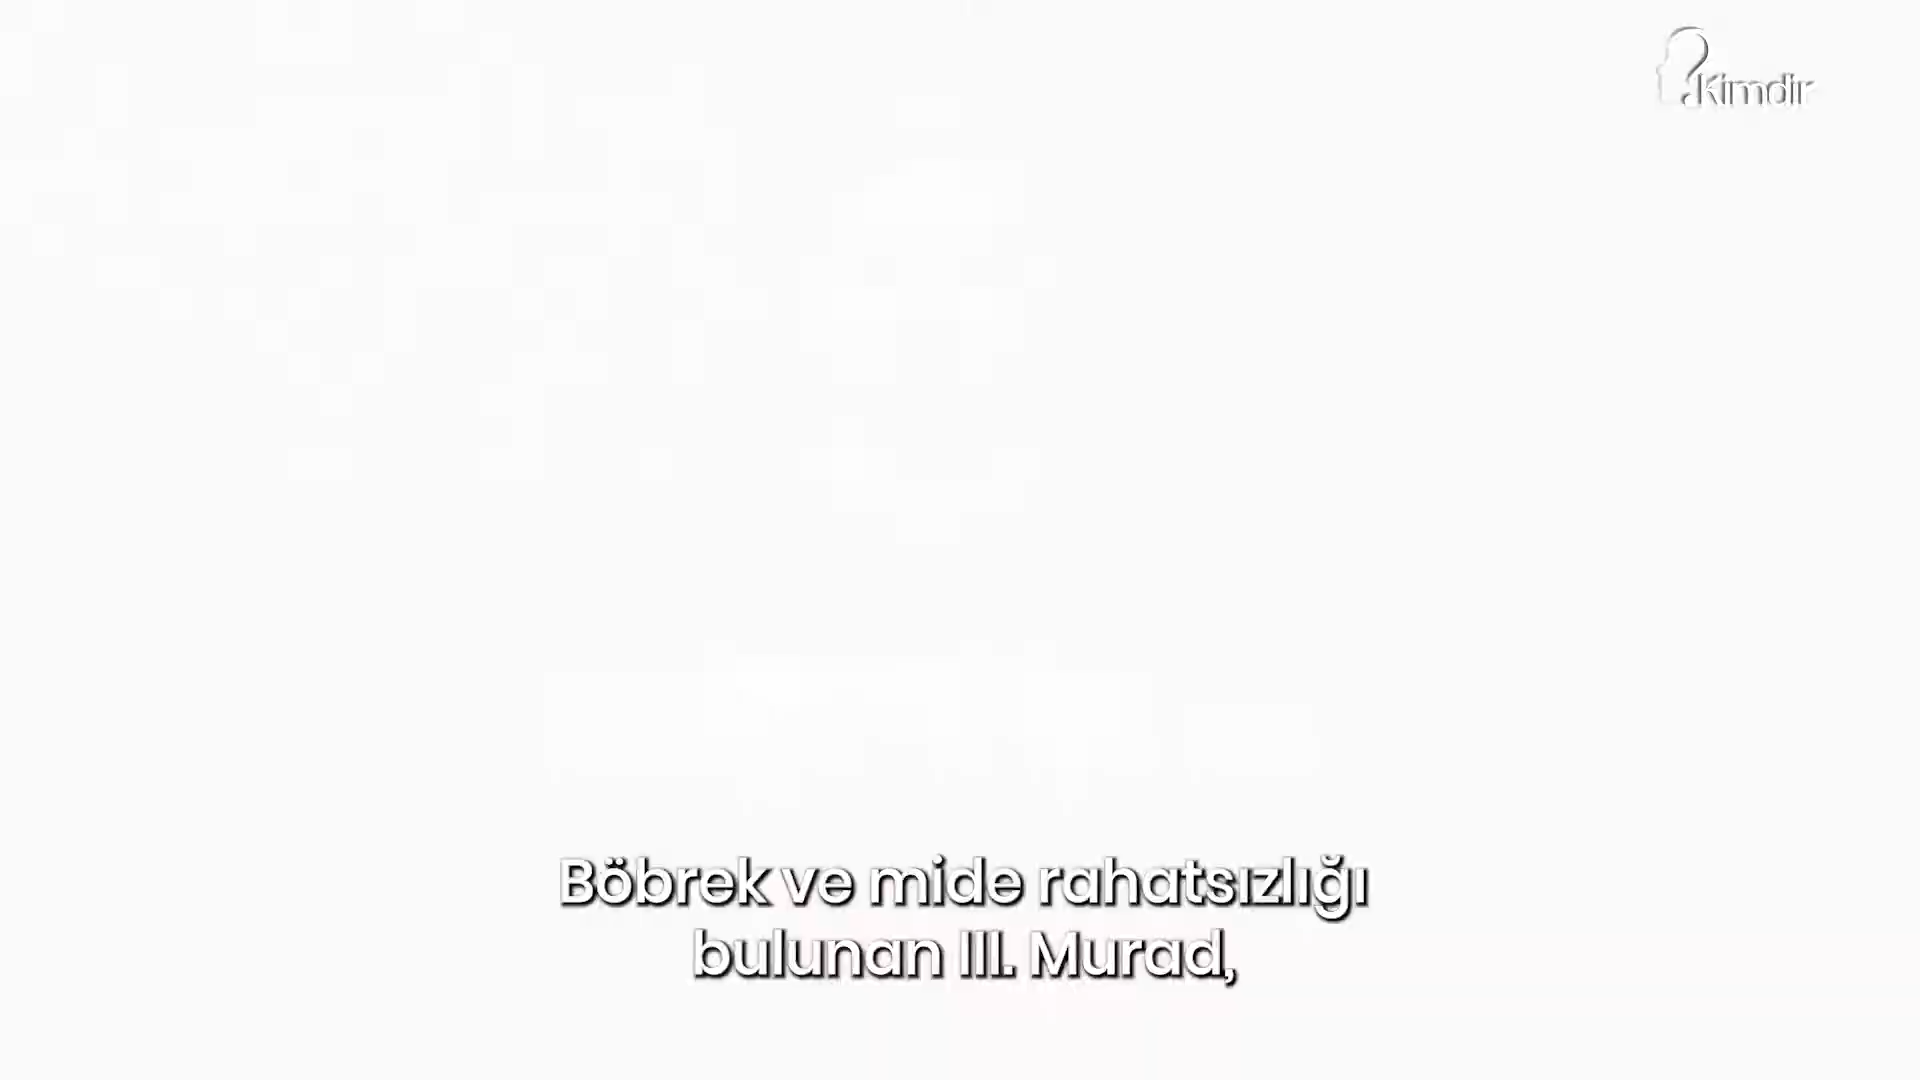 Kimdir
Böbrek ve mide rahatsızlığı
bulunan III. Murad,